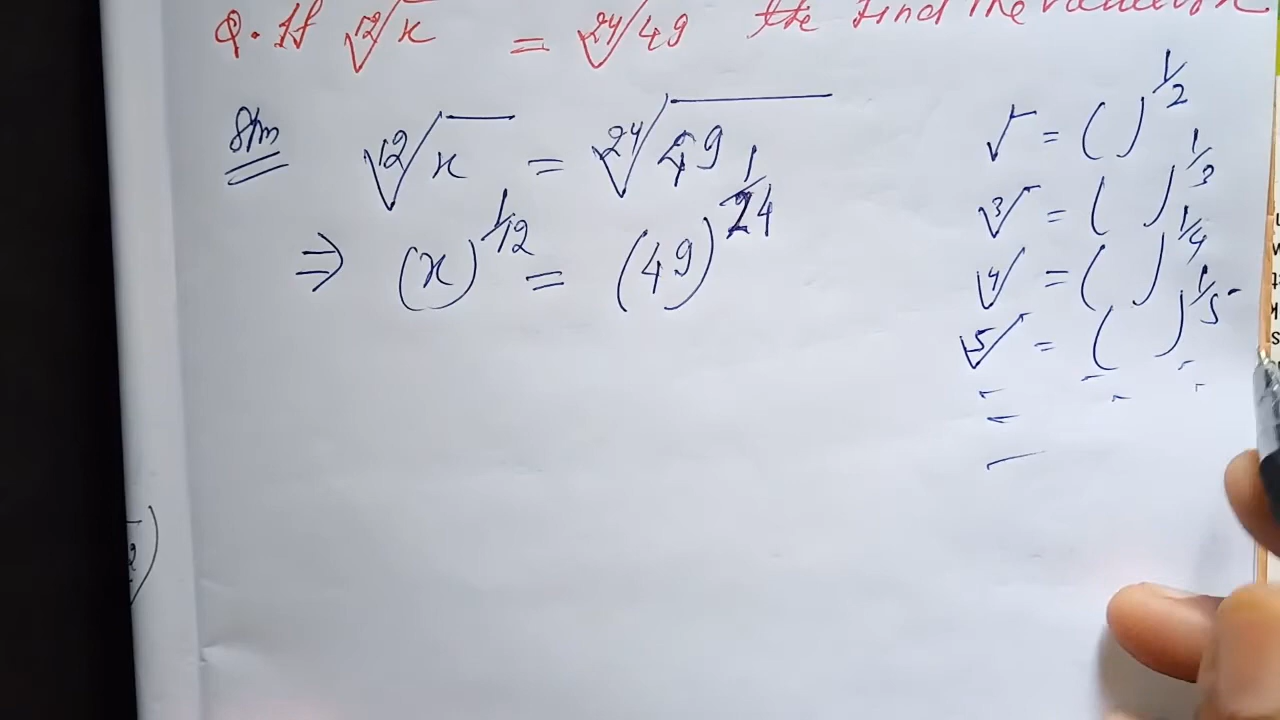 Q. If ¹²√x = ²⁴√49 the Find the value of x
Soln ¹²√x = ²⁴√49
⇒ (x)^1/12 = (49)^1/24
√ = ( )^1/2
³√ = ( )^1/3
⁴√ = ( )^1/4
⁵√ = ( )^1/5